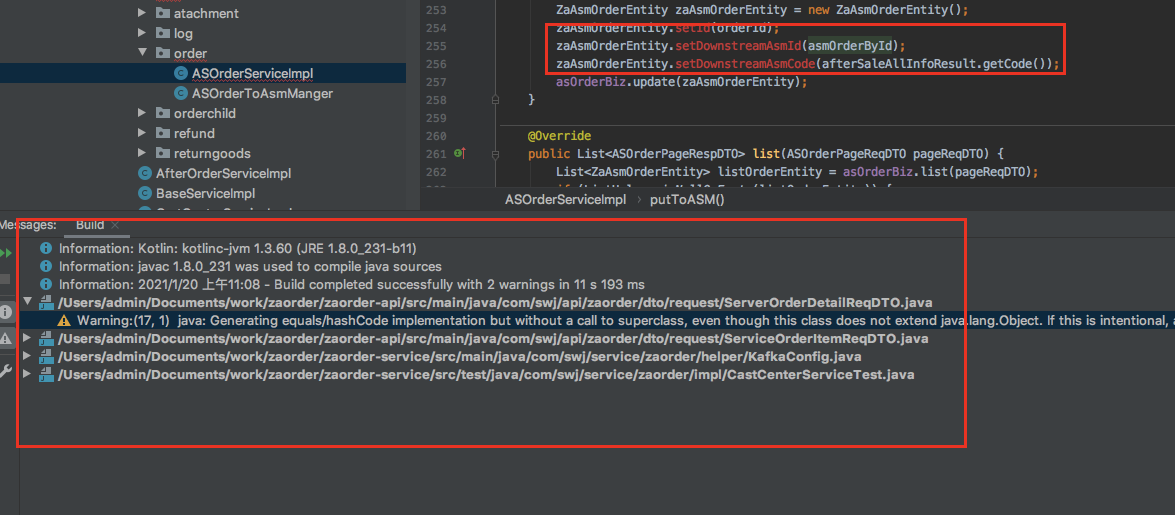 atachment
log
order
ASOrderServiceImpl
ASOrderToAsmManger
orderchild
refund
returngoods
AfterOrderServiceImpl
BaseServiceImpl
253 ZaAsmOrderEntity zaAsmOrderEntity = new ZaAsmOrderEntity();
254 zaAsmOrderEntity.setId(orderId);
255 zaAsmOrderEntity.setDownstreamAsmId(asmOrderById);
256 zaAsmOrderEntity.setDownstreamAsmCode(afterSaleAllInfoResult.getCode());
257 asOrderBiz.update(zaAsmOrderEntity);
258 }
259
260 @Override
261 public List<ASOrderPageRespDTO> list(ASOrderPageReqDTO pageReqDTO) {
262 List<ZaAsmOrderEntity> listOrderEntity = asOrderBiz.list(pageReqDTO);
ASOrderServiceImpl › putToASM()
Messages: Build ×
Information: Kotlin: kotlinc-jvm 1.3.60 (JRE 1.8.0_231-b11)
Information: javac 1.8.0_231 was used to compile java sources
Information: 2021/1/20 上午11:08 - Build completed successfully with 2 warnings in 11 s 193 ms
/Users/admin/Documents/work/zaorder/zaorder-api/src/main/java/com/swj/api/zaorder/dto/request/ServerOrderDetailReqDTO.java
Warning:(17, 1) java: Generating equals/hashCode implementation but without a call to superclass, even though this class does not extend java.lang.Object. If this is intentional, a
/Users/admin/Documents/work/zaorder/zaorder-api/src/main/java/com/swj/api/zaorder/dto/request/ServiceOrderItemReqDTO.java
/Users/admin/Documents/work/zaorder/zaorder-service/src/main/java/com/swj/service/zaorder/helper/KafkaConfig.java
/Users/admin/Documents/work/zaorder/zaorder-service/src/test/java/com/swj/service/zaorder/impl/CastCenterServiceTest.java